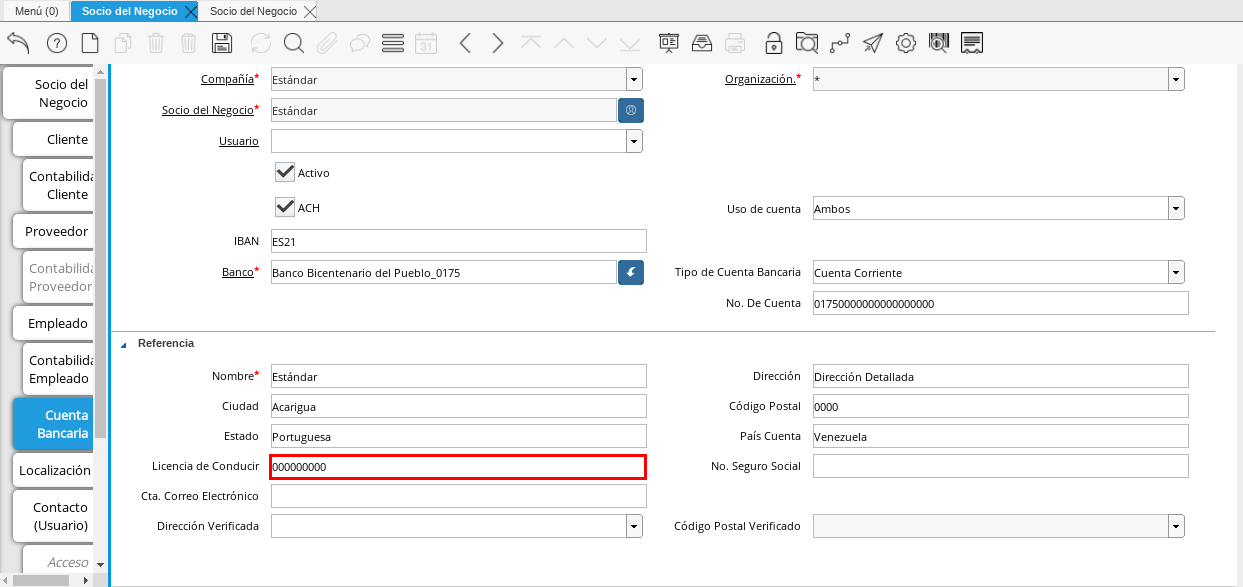 Menú (0)
Socio del Negocio
Socio del Negocio
31
Socio del
Negocio
Cliente
Contabilida
Cliente
Proveedor
Contabilida
Proveedor
Empleado
Contabilida
Empleado
Cuenta
Bancaria
Localización
Contacto
(Usuario)
Acceso
Compañía* Estándar
Organización.* *
Socio del Negocio* Estándar
Usuario
Activo
ACH
Uso de cuenta Ambos
IBAN ES21
Banco* Banco Bicentenario del Pueblo_0175
Tipo de Cuenta Bancaria Cuenta Corriente
No. De Cuenta 01750000000000000000
Referencia
Nombre* Estándar
Dirección Dirección Detallada
Ciudad Acarigua
Código Postal 0000
Estado Portuguesa
País Cuenta Venezuela
Licencia de Conducir 000000000
No. Seguro Social
Cta. Correo Electrónico
Dirección Verificada
Código Postal Verificado